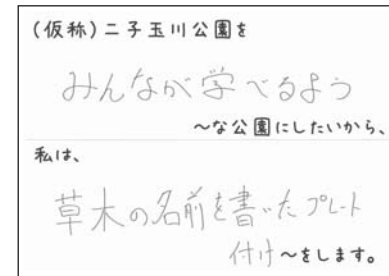 (仮称)二子玉川公園を
みんなが学べるよう
〜な公園にしたいから、
私は、
草木の名前を書いたプレート
付け〜をします。